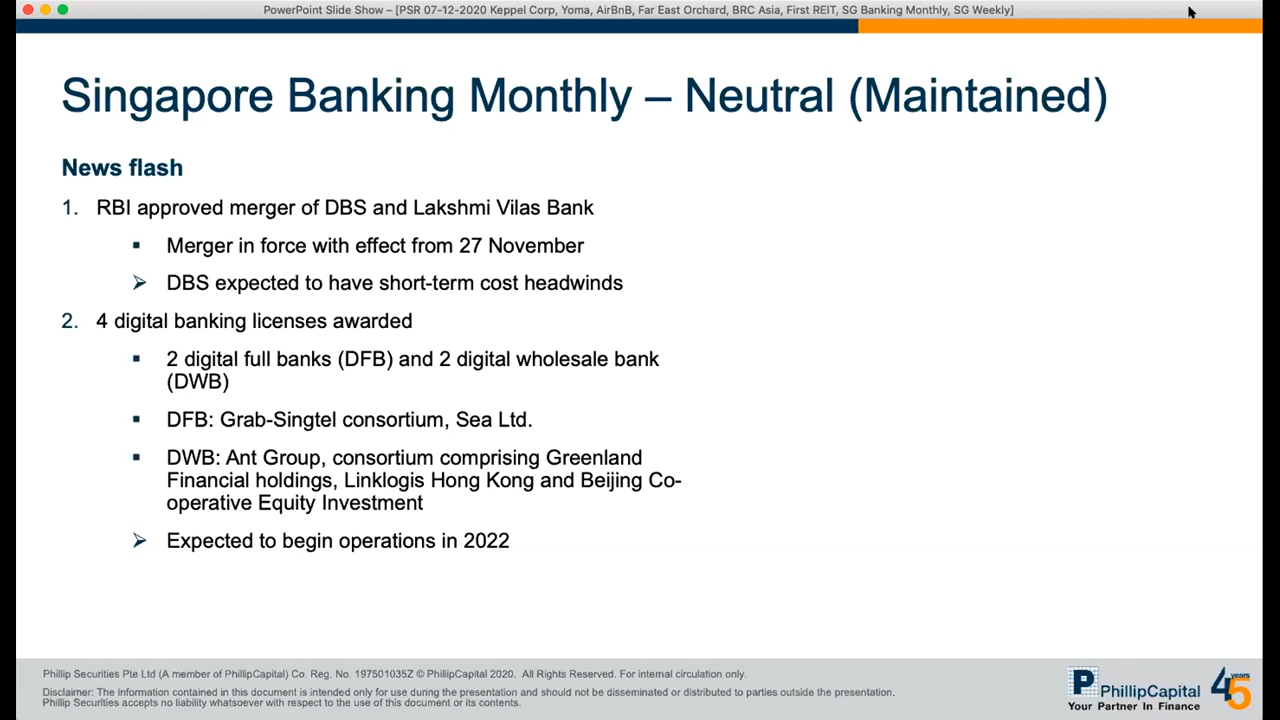 PowerPoint Slide Show – [PSR 07-12-2020 Keppel Corp, Yoma, AirBnB, Far East Orchard, BRC Asia, First REIT, SG Banking Monthly, SG Weekly]
Singapore Banking Monthly – Neutral (Maintained)
News flash
1. RBI approved merger of DBS and Lakshmi Vilas Bank
▪ Merger in force with effect from 27 November
➢ DBS expected to have short-term cost headwinds
2. 4 digital banking licenses awarded
▪ 2 digital full banks (DFB) and 2 digital wholesale bank
(DWB)
▪ DFB: Grab-Singtel consortium, Sea Ltd.
▪ DWB: Ant Group, consortium comprising Greenland
Financial holdings, Linklogis Hong Kong and Beijing Co-
operative Equity Investment
➢ Expected to begin operations in 2022
Phillip Securities Pte Ltd (A member of PhillipCapital) Co. Reg. No. 197501035Z © PhillipCapital 2020. All Rights Reserved. For internal circulation only.
Disclaimer: The information contained in this document is intended only for use during the presentation and should not be disseminated or distributed to parties outside the presentation.
Phillip Securities accepts no liability whatsoever with respect to the use of this document or its contents.
P PhillipCapital
Your Partner In Finance
45 years